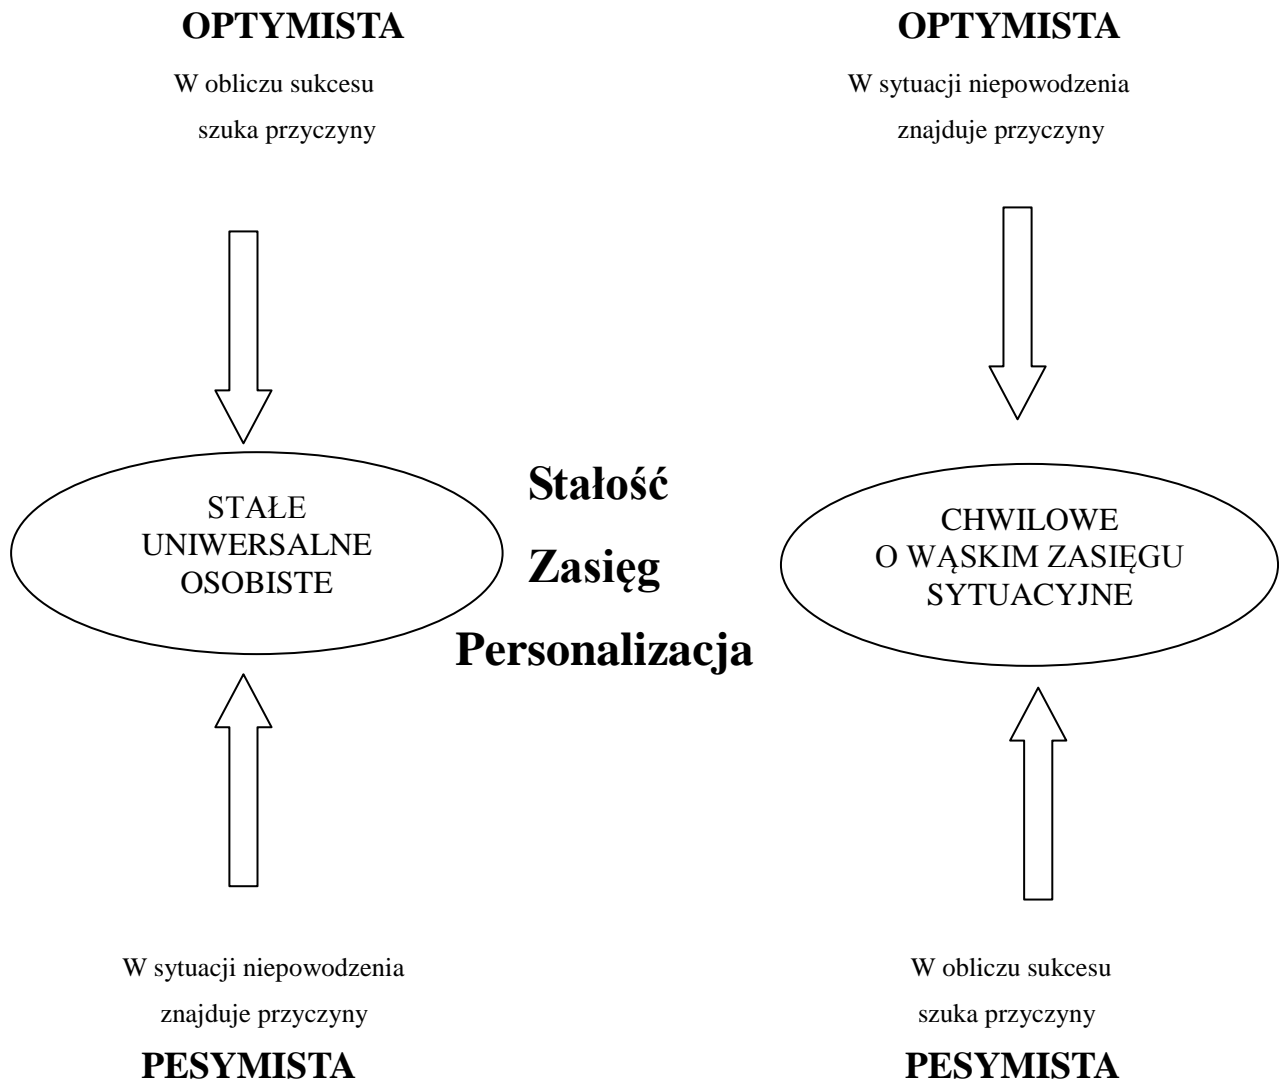 OPTYMISTA
W obliczu sukcesu
szuka przyczyny
OPTYMISTA
W sytuacji niepowodzenia
znajduje przyczyny
STAŁE
UNIWERSALNE
OSOBISTE
Stałość
Zasięg
Personalizacja
CHWILOWE
O WĄSKIM ZASIĘGU
SYTUACYJNE
W sytuacji niepowodzenia
znajduje przyczyny
PESYMISTA
W obliczu sukcesu
szuka przyczyny
PESYMISTA